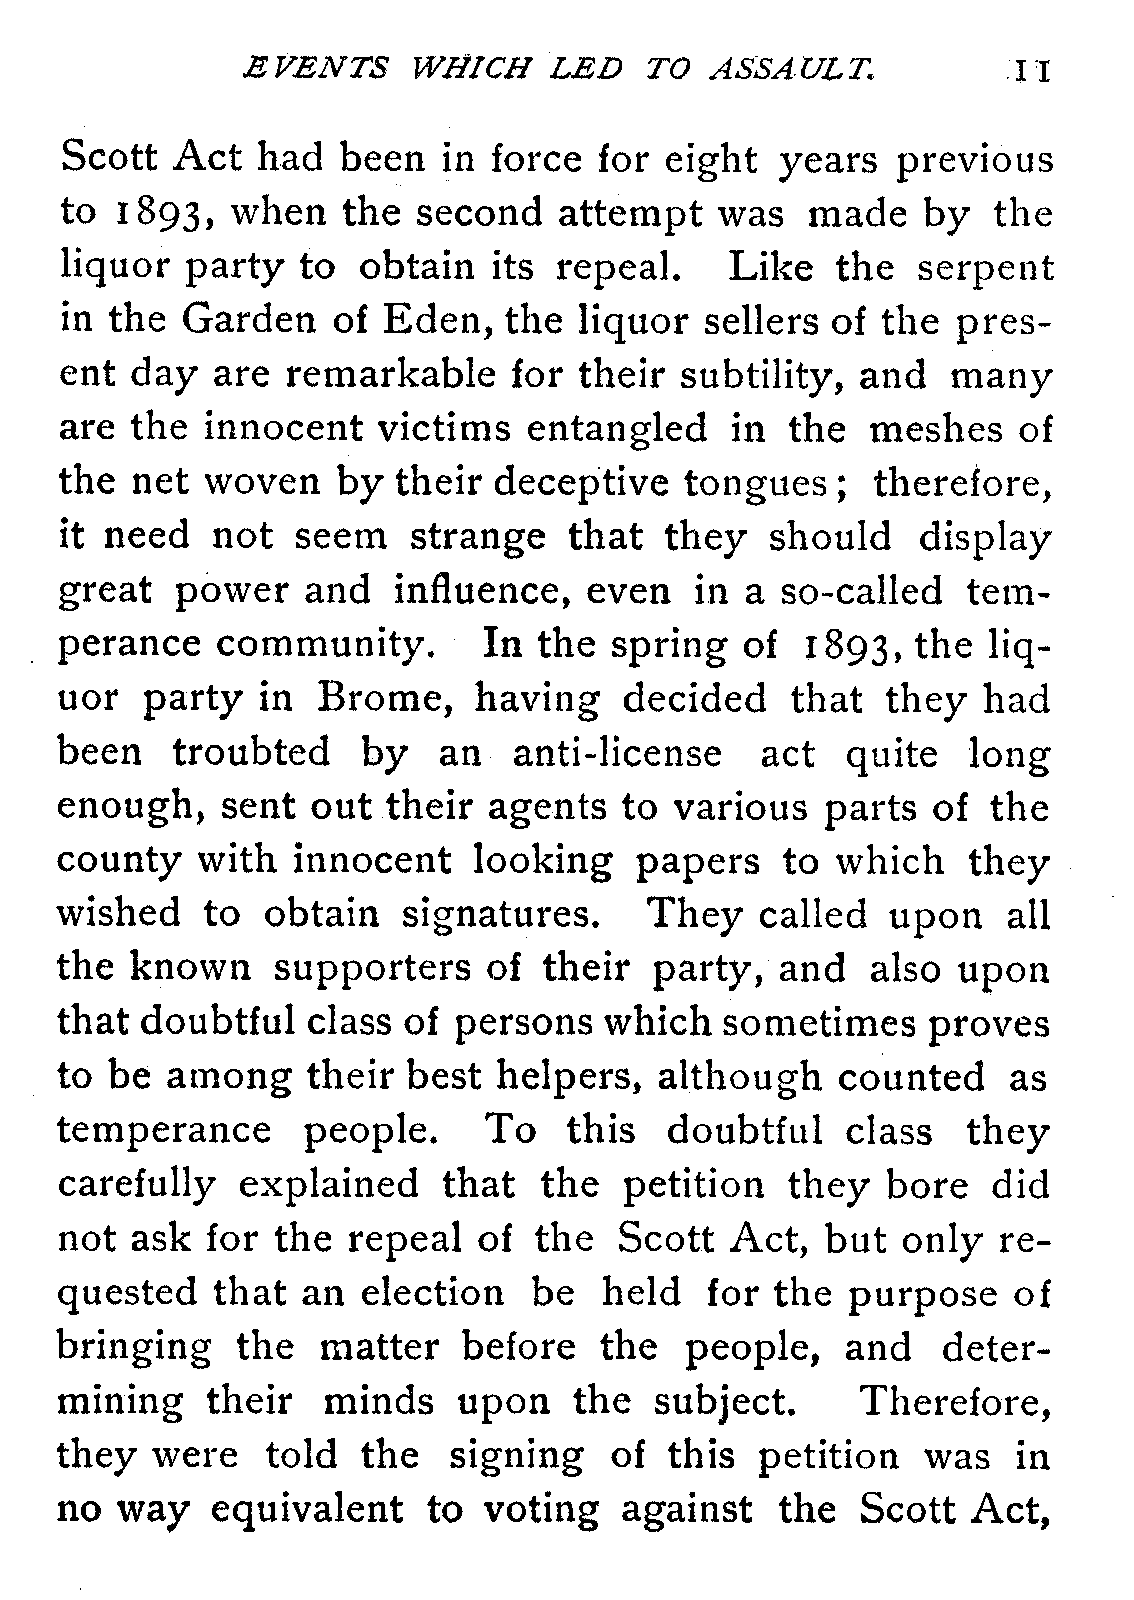 EVENTS WHICH LED TO ASSAULT. 11
Scott Act had been in force for eight years previous
to 1893, when the second attempt was made by the
liquor party to obtain its repeal. Like the serpent
in the Garden of Eden, the liquor sellers of the pres-
ent day are remarkable for their subtility, and many
are the innocent victims entangled in the meshes of
the net woven by their deceptive tongues; therefore,
it need not seem strange that they should display
great power and influence, even in a so-called tem-
perance community. In the spring of 1893, the liq-
uor party in Brome, having decided that they had
been troubted by an anti-license act quite long
enough, sent out their agents to various parts of the
county with innocent looking papers to which they
wished to obtain signatures. They called upon all
the known supporters of their party, and also upon
that doubtful class of persons which sometimes proves
to be among their best helpers, although counted as
temperance people. To this doubtful class they
carefully explained that the petition they bore did
not ask for the repeal of the Scott Act, but only re-
quested that an election be held for the purpose of
bringing the matter before the people, and deter-
mining their minds upon the subject. Therefore,
they were told the signing of this petition was in
no way equivalent to voting against the Scott Act,